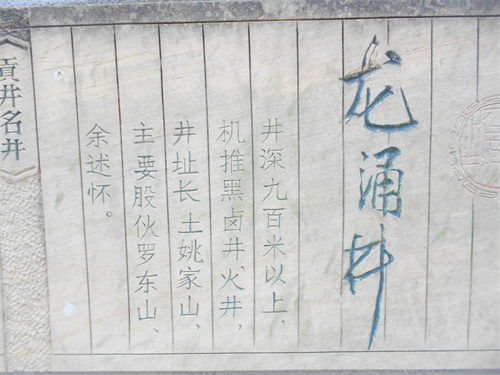 龙涌井
井深九百米以上，
机推黑卤井、火井，
井址长土姚家山，
主要股伙罗东山、
余述怀。
《贡井名井》